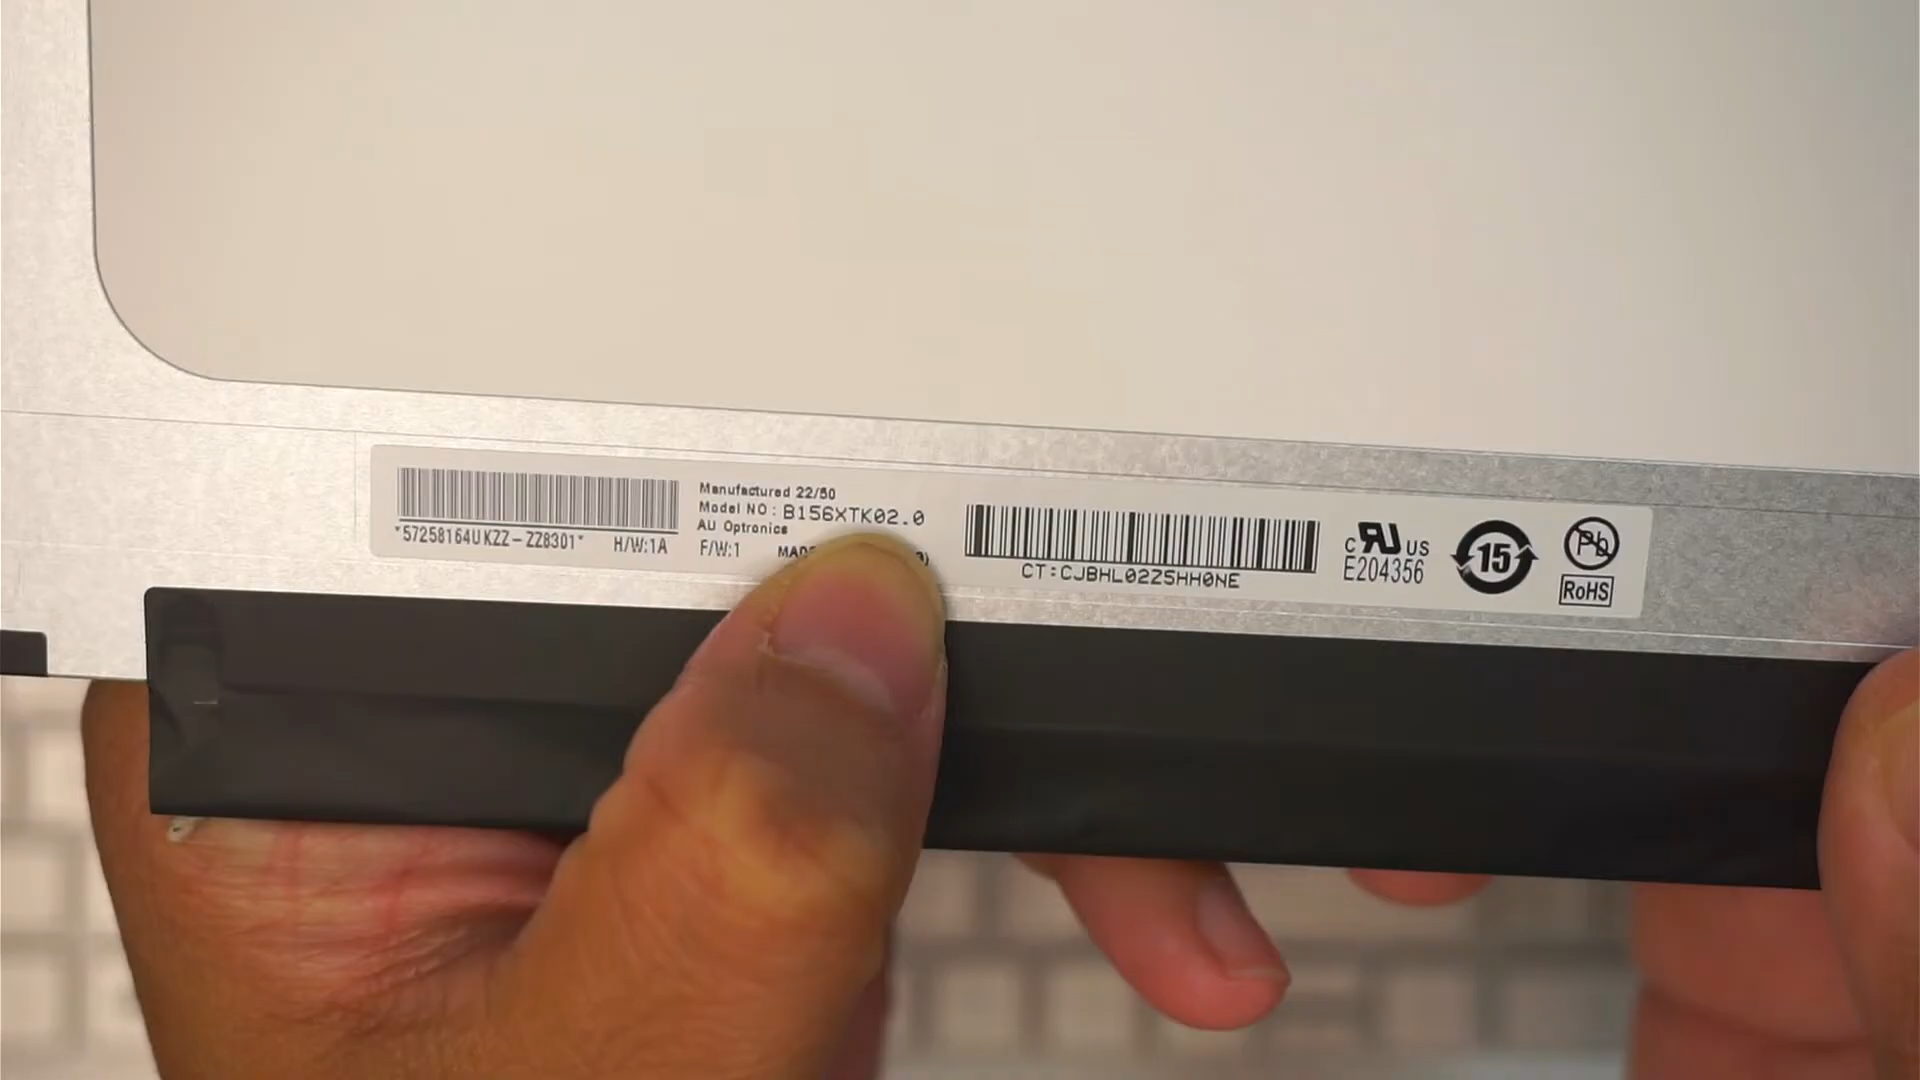 *57258164UKZZ-ZZ8301* H/W:1A
Manufactured 22/50
Model NO: B156XTK02.0
AU Optronics
F/W:1
CT:CJBHL02Z5HH0NE
C US
E204356
15
Pb
RoHS